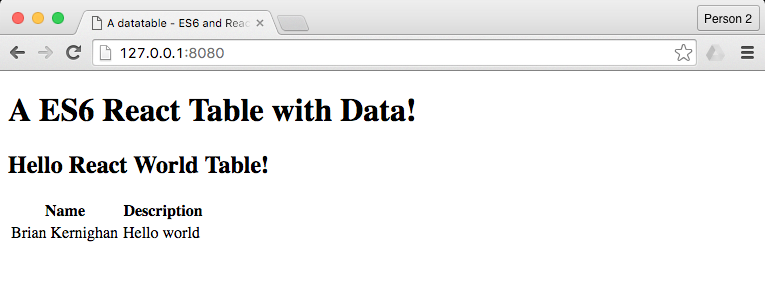 A datatable - ES6 and Reac
Person 2
127.0.0.1:8080
A ES6 React Table with Data!
Hello React World Table!
Name Description
Brian Kernighan Hello world